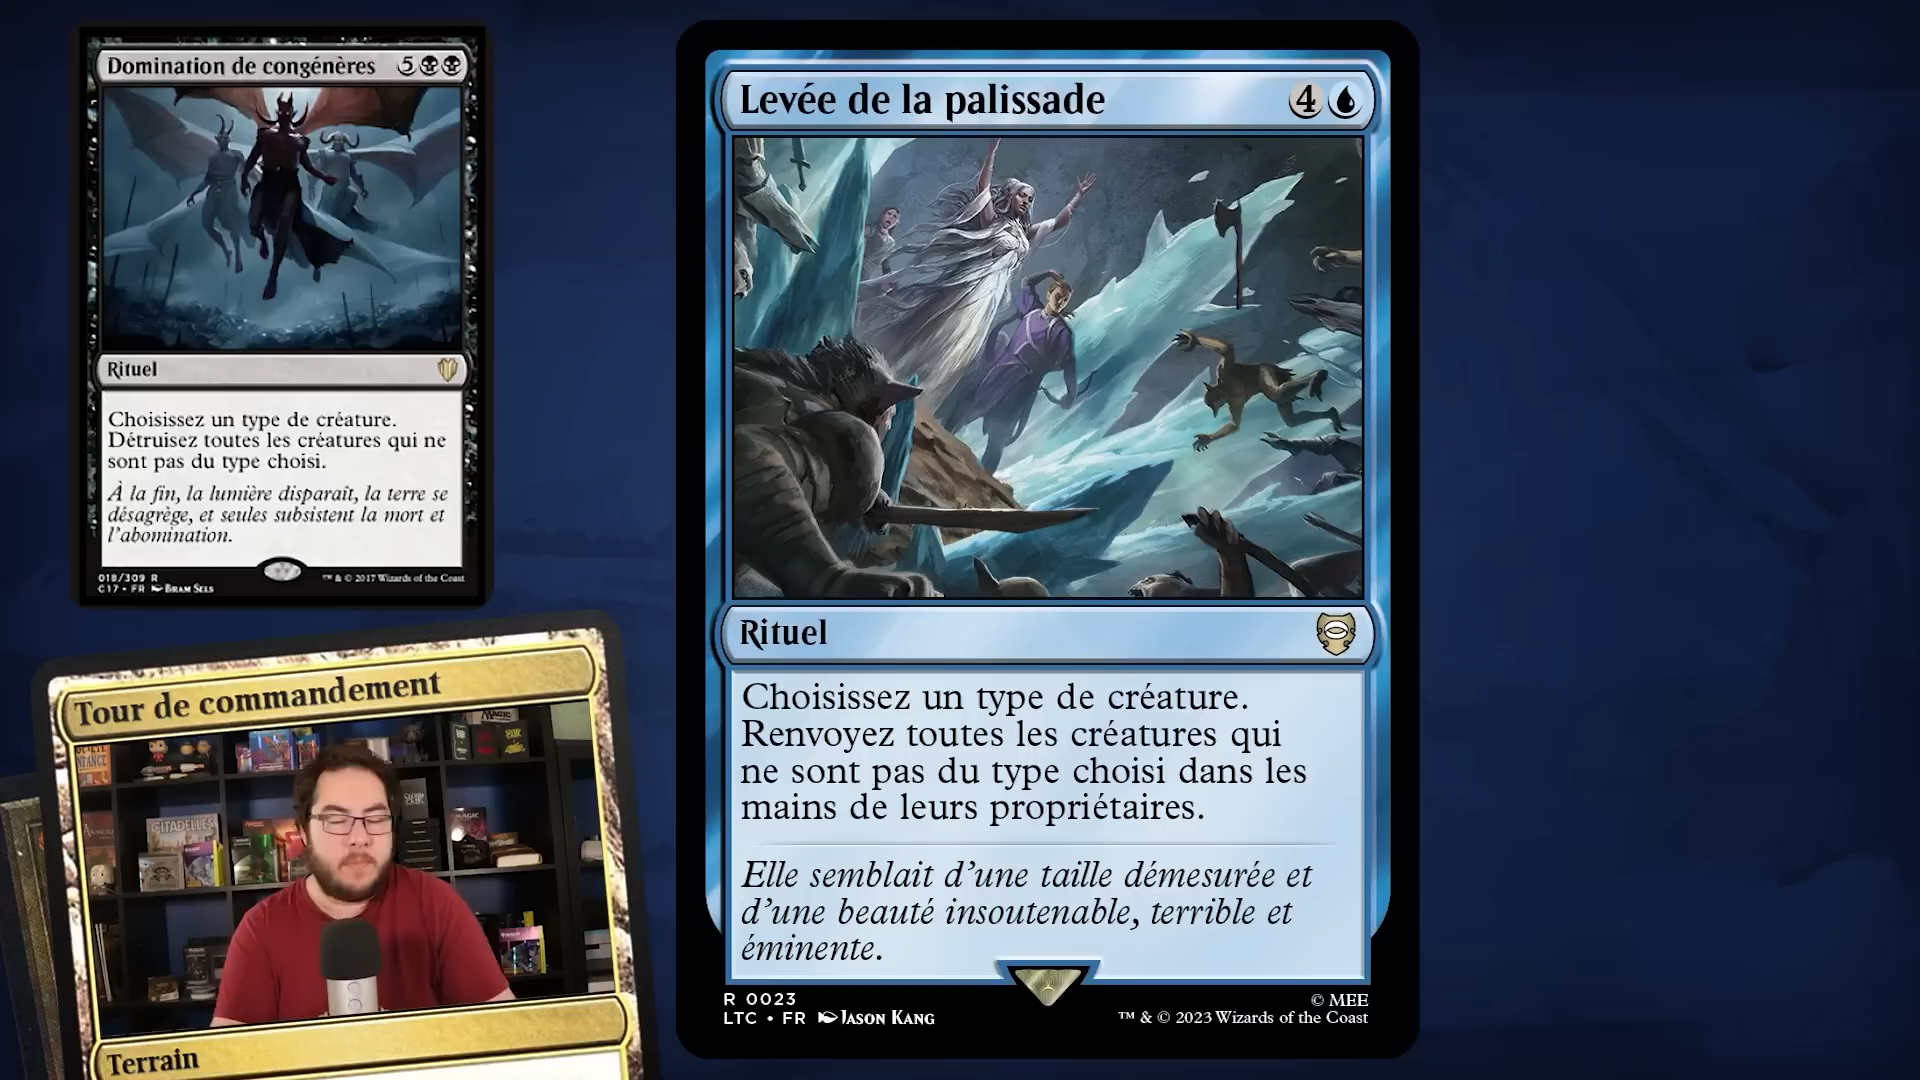 Domination de congénères 5
Rituel
Choisissez un type de créature.
Détruisez toutes les créatures qui ne
sont pas du type choisi.
À la fin, la lumière disparaît, la terre se
désagrège, et seules subsistent la mort et
l'abomination.
018/309 R
C17 • FR BRAM SELS
™ & © 2017 Wizards of the Coast
Levée de la palissade 4
Rituel
Choisissez un type de créature.
Renvoyez toutes les créatures qui
ne sont pas du type choisi dans les
mains de leurs propriétaires.
Elle semblait d'une taille démesurée et
d'une beauté insoutenable, terrible et
éminente.
R 0023
LTC • FR JASON KANG
© MEE
™ & © 2023 Wizards of the Coast
Tour de commandement
MAGIC
CITADELLES
Terrain